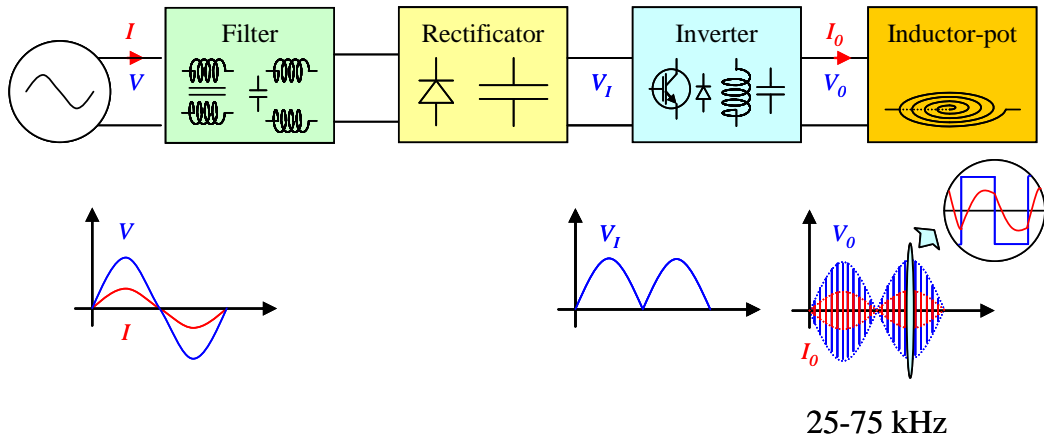 I
V
Filter
Rectificator
V_I
Inverter
I_0
V_0
Inductor-pot
V
I
V_I
V_0
I_0
25-75 kHz